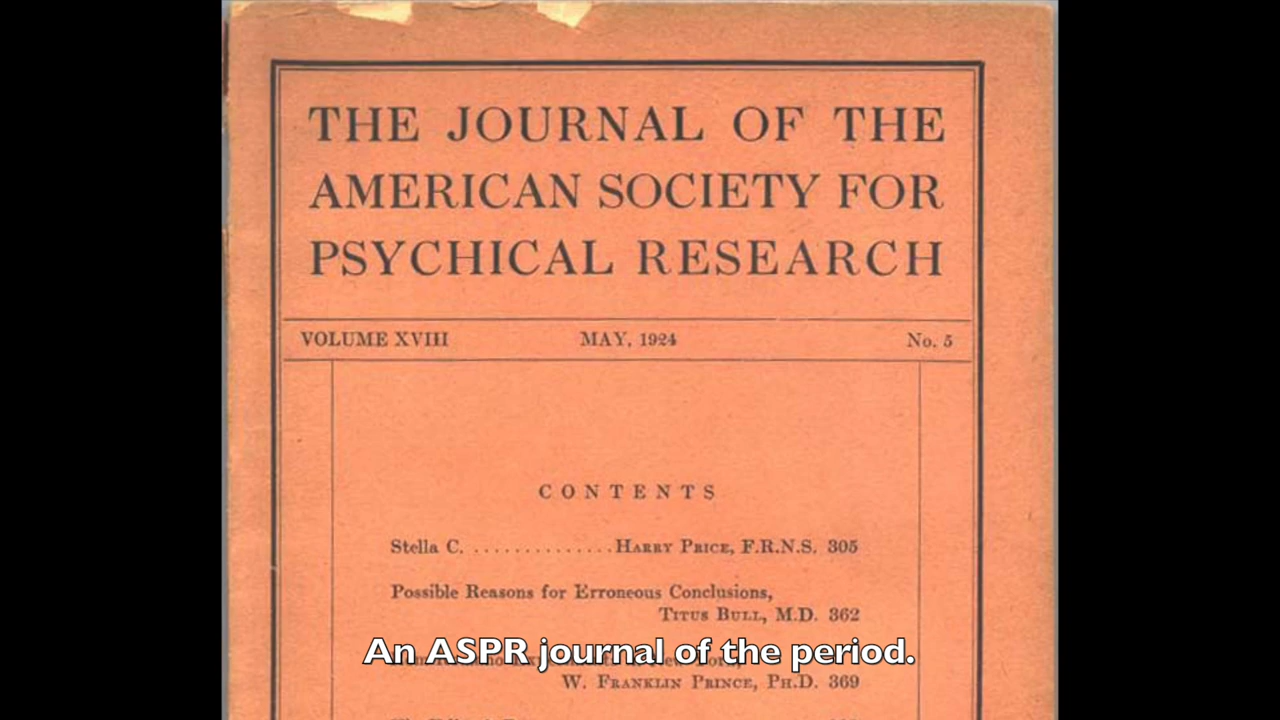 THE JOURNAL OF THE
AMERICAN SOCIETY FOR
PSYCHICAL RESEARCH
VOLUME XVIII MAY, 1924 No. 5
CONTENTS
Stella C. .............. HARRY PRICE, F.R.N.S. 305
Possible Reasons for Erroneous Conclusions,
TITUS BULL, M.D. 362
An ASPR journal of the period.
W. FRANKLIN PRINCE, PH.D. 369